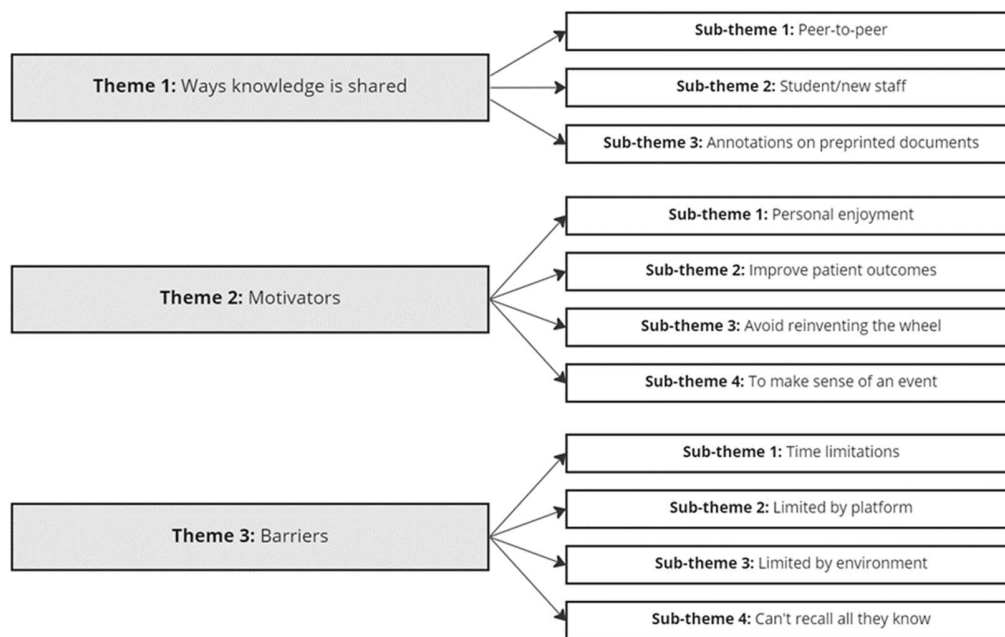 Theme 1: Ways knowledge is shared
Sub-theme 1: Peer-to-peer
Sub-theme 2: Student/new staff
Sub-theme 3: Annotations on preprinted documents
Theme 2: Motivators
Sub-theme 1: Personal enjoyment
Sub-theme 2: Improve patient outcomes
Sub-theme 3: Avoid reinventing the wheel
Sub-theme 4: To make sense of an event
Theme 3: Barriers
Sub-theme 1: Time limitations
Sub-theme 2: Limited by platform
Sub-theme 3: Limited by environment
Sub-theme 4: Can't recall all they know